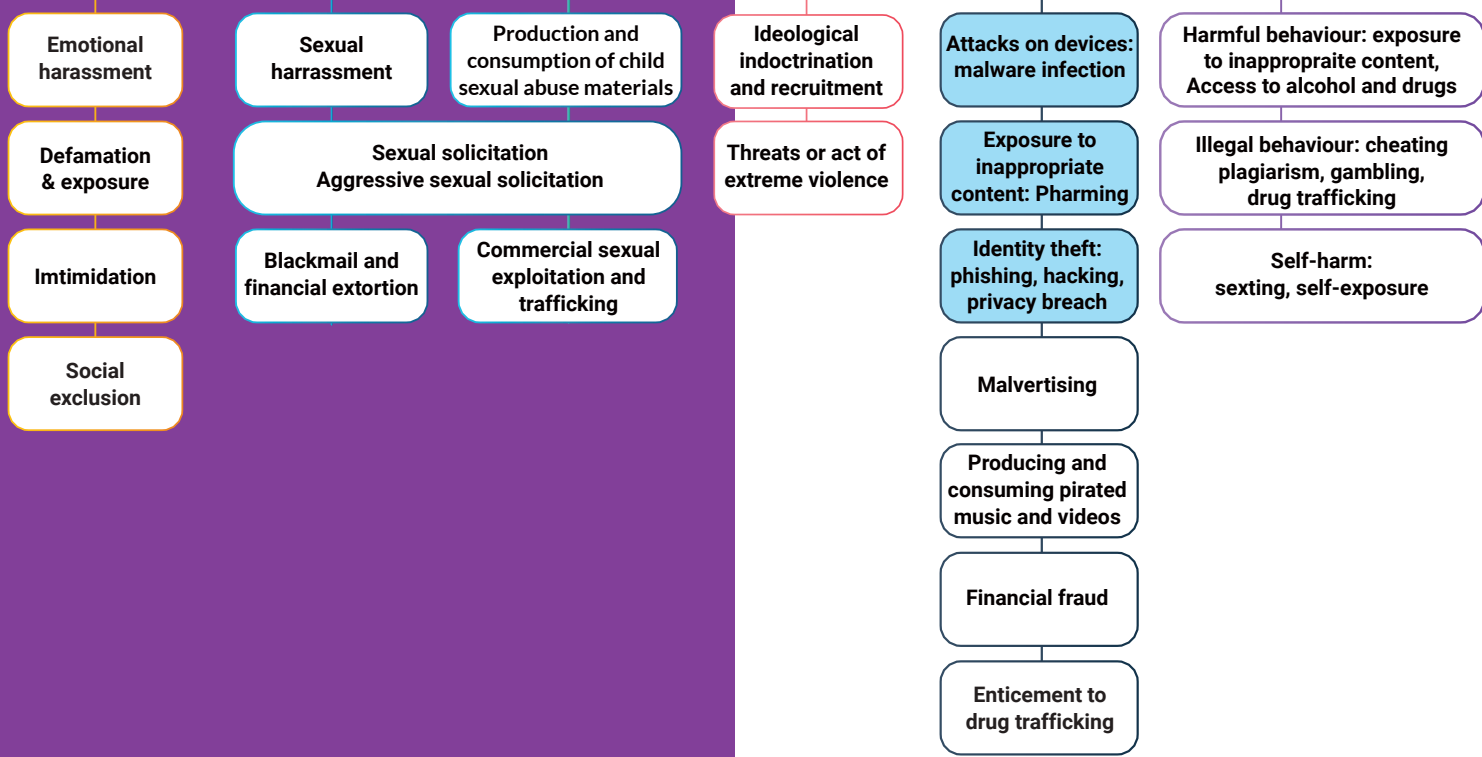 Emotional
harassment
Defamation
& exposure
Imtimidation
Social
exclusion
Sexual
harrassment
Production and
consumption of child
sexual abuse materials
Sexual solicitation
Aggressive sexual solicitation
Blackmail and
financial extortion
Commercial sexual
exploitation and
trafficking
Ideological
indoctrination
and recruitment
Threats or act of
extreme violence
Attacks on devices:
malware infection
Exposure to
inappropriate
content: Pharming
Identity theft:
phishing, hacking,
privacy breach
Malvertising
Producing and
consuming pirated
music and videos
Financial fraud
Enticement to
drug trafficking
Harmful behaviour: exposure
to inappropraite content,
Access to alcohol and drugs
Illegal behaviour: cheating
plagiarism, gambling,
drug trafficking
Self-harm:
sexting, self-exposure